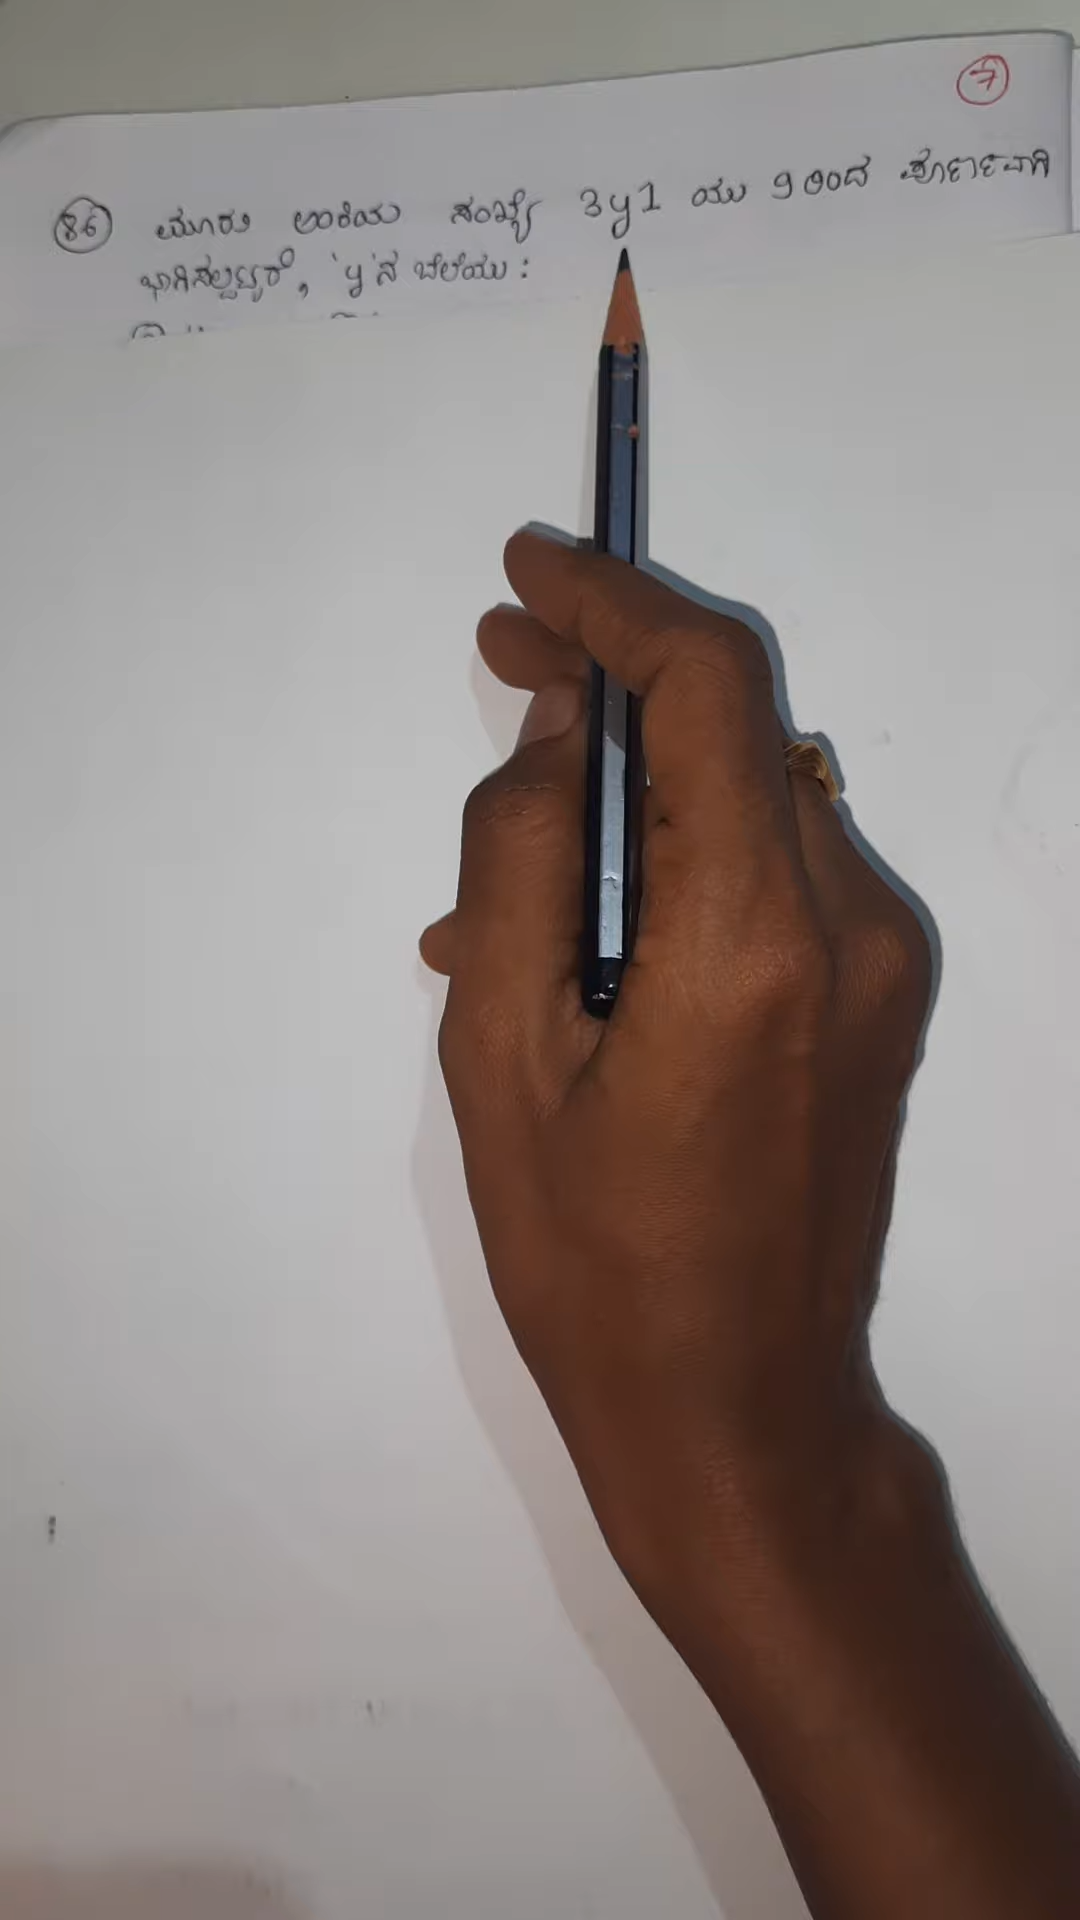 7
86 ಮೂರು ಅಂಕಿಯ ಸಂಖ್ಯೆ 3y1 ಯು 9 ರಿಂದ ಪೂರ್ಣವಾಗಿ
ಭಾಗಿಸಲ್ಪಟ್ಟರೆ, 'y'ನ ಬೆಲೆಯು :